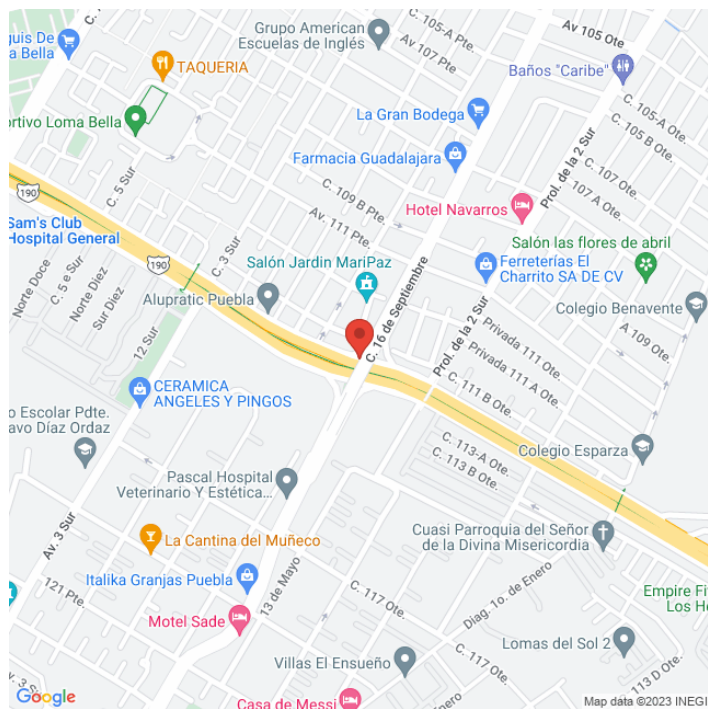 guis De
a Bella
C. 1
Grupo American
Escuelas de Inglés
C. 105-A Pte.
Av 107 Pte
Av 105 Ote
TAQUERIA
Baños "Caribe"
C. 105-A Ote.
La Gran Bodega
ortivo Loma Bella
C. 105 B Ote.
Farmacia Guadalajara
C. 107 Ote.
C. 5 Sur
C. 109 B Pte.
107 A Ote.
190
Hotel Navarros
Prol. de la 2 Sur
Av. 111 Pte.
Sam's Club
Hospital General
Salón las flores de abril
C. 3 Sur
190
Salón Jardin MariPaz
Ferreterías El
Charrito SA DE CV
C. 16 de Septiembre
Norte Doce
C. 5 e Sur
Norte Diez
Sur Diez
Alupratic Puebla
Colegio Benavente
Prol. de la 2 Sur
Privada 111 Ote.
A 109 Ote.
12 Sur
Privada 111 A Ote.
CERAMICA
ANGELES Y PINGOS
C. 111 B Ote.
o Escolar Pdte.
avo Díaz Ordaz
C. 113-A Ote.
C. 113 B Ote.
Colegio Esparza
Pascal Hospital
Veterinario Y Estética...
Av. 3 Sur
La Cantina del Muñeco
Cuasi Parroquia del Señor
de la Divina Misericordia
121 Pte.
Italika Granjas Puebla
13 de Mayo
C. 117 Ote.
Diag. 1o. de Enero
Empire Fi
Los He
Motel Sade
Lomas del Sol 2
Villas El Ensueño
C. 117 Ote.
113 D Ote.
Av. 3 S
Casa de Messi
Google
Map data ©2023 INEGI